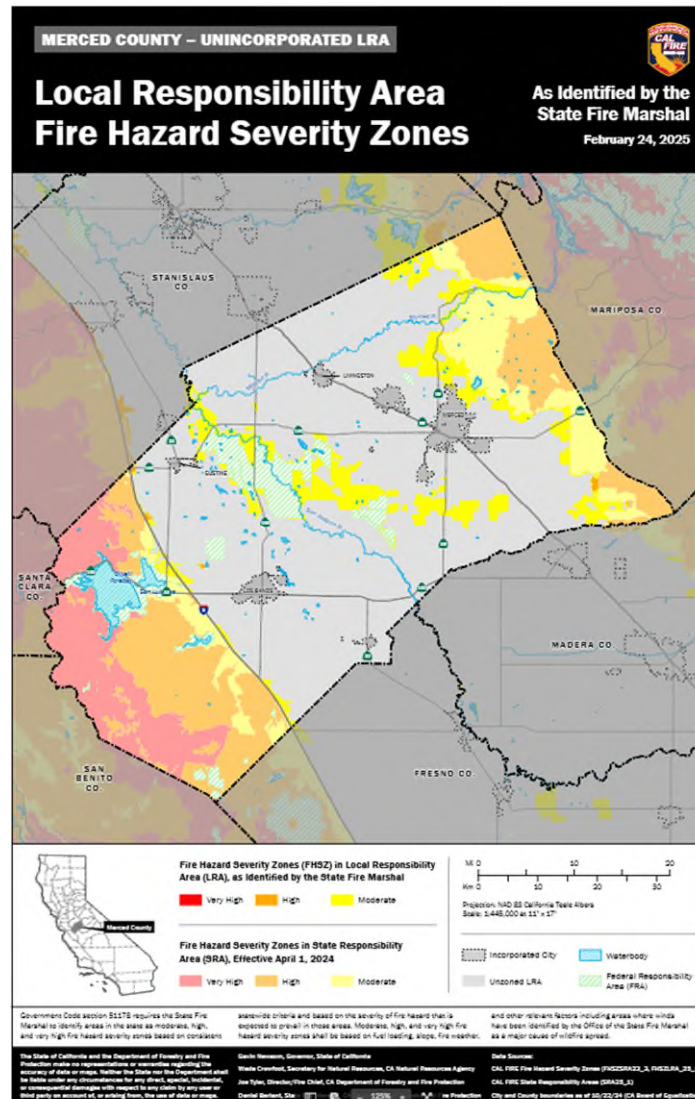 MERCED COUNTY – UNINCORPORATED LRA
CAL FIRE
Local Responsibility Area
Fire Hazard Severity Zones
As Identified by the
State Fire Marshal
February 24, 2025
STANISLAUS
CO.
MARIPOSA CO.
LIVINGSTON
MERCED
GUSTINE
SANTA
CLARA
CO.
LOS BANOS
MADERA CO.
SAN
BENITO
CO.
FRESNO CO.
Merced County
Fire Hazard Severity Zones (FHSZ) in Local Responsibility
Area (LRA), as Identified by the State Fire Marshal
Very High High Moderate
Fire Hazard Severity Zones in State Responsibility
Area (SRA), Effective April 1, 2024
Very High High Moderate
Mi 0 10 20
Km 0 10 20 30
Projection: NAD 83 California Teale Albers
Scale: 1:445,000 at 11" x 17"
Incorporated City
Waterbody
Unzoned LRA
Federal Responsibility
Area (FRA)
Government Code section 51178 requires the State Fire
Marshal to identify areas in the state as moderate, high,
and very high fire hazard severity zones based on consistent
statewide criteria and based on the severity of fire hazard that is
expected to prevail in those areas. Moderate, high, and very high fire
hazard severity zones shall be based on fuel loading, slope, fire weather,
and other relevant factors including areas where winds
have been identified by the Office of the State Fire Marshal
as a major cause of wildfire spread.
The State of California and the Department of Forestry and Fire
Protection make no representations or warranties regarding the
accuracy of data or maps. Neither the State nor the Department shall
be liable under any circumstances for any direct, special, incidental,
or consequential damages with respect to any claim by any user or
third party on account of, or arising from, the use of data or maps.
Gavin Newsom, Governor, State of California
Wade Crowfoot, Secretary for Natural Resources, CA Natural Resources Agency
Joe Tyler, Director/Fire Chief, CA Department of Forestry and Fire Protection
Daniel Berlant, Sta
125%
re Protection
Data Sources:
CAL FIRE Fire Hazard Severity Zones
CAL FIRE State Responsibility Areas
City and County boundaries as of 10/22/24 (CA Board of